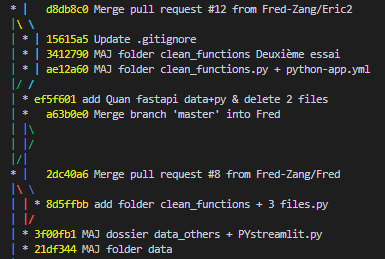 * | d8db8c0 Merge pull request #12 from Fred-Zang/Eric2
|\ \
| * | 15615a5 Update .gitignore
| * | 3412790 MAJ folder clean_functions Deuxième essai
| * | ae12a60 MAJ folder clean_functions.py + python-app.yml
|/ /
| * ef5f601 add Quan fastapi data+py & delete 2 files
| * a63b0e0 Merge branch 'master' into Fred
| |\
| |/
|/|
* | 2dc40a6 Merge pull request #8 from Fred-Zang/Fred
|\ \
| | * 8d5ffbb add folder clean_functions + 3 files.py
| |/
| * 3f00fb1 MAJ dossier data_others + PYstreamlit.py
| * 21df344 MAJ folder data